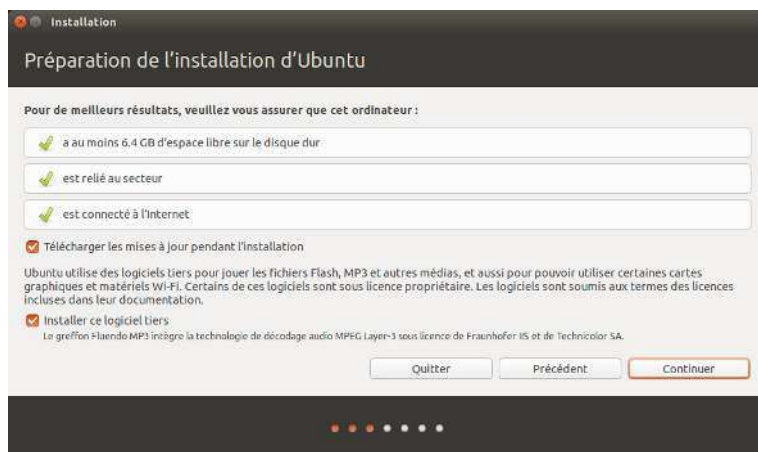 Installation
Préparation de l'installation d'Ubuntu
Pour de meilleurs résultats, veuillez vous assurer que cet ordinateur :
a au moins 6.4 GB d'espace libre sur le disque dur
est relié au secteur
est connecté à l'Internet
Télécharger les mises à jour pendant l'installation
Ubuntu utilise des logiciels tiers pour jouer les fichiers Flash, MP3 et autres médias, et aussi pour pouvoir utiliser certaines cartes
graphiques et matériels Wi-Fi. Certains de ces logiciels sont sous licence propriétaire. Les logiciels sont soumis aux termes des licences
incluses dans leur documentation.
Installer ce logiciel tiers
Le greffon Fluendo MP3 intègre la technologie de décodage audio MPEG Layer-3 sous licence de Fraunhofer IIS et de Technicolor SA.
Quitter
Précédent
Continuer